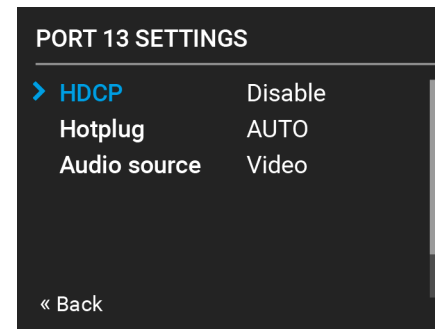 PORT 13 SETTINGS
HDCP Disable
Hotplug AUTO
Audio source Video
« Back